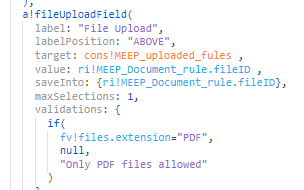 ),
a!fileUploadField(
label: "File Upload",
labelPosition: "ABOVE",
target: cons!MEEP_uploaded_fules ,
value: ri!MEEP_Document_rule.fileID ,
saveInto: {ri!MEEP_Document_rule.fileID},
maxSelections: 1,
validations: {
if(
fv!files.extension="PDF",
null,
"Only PDF files allowed"
)